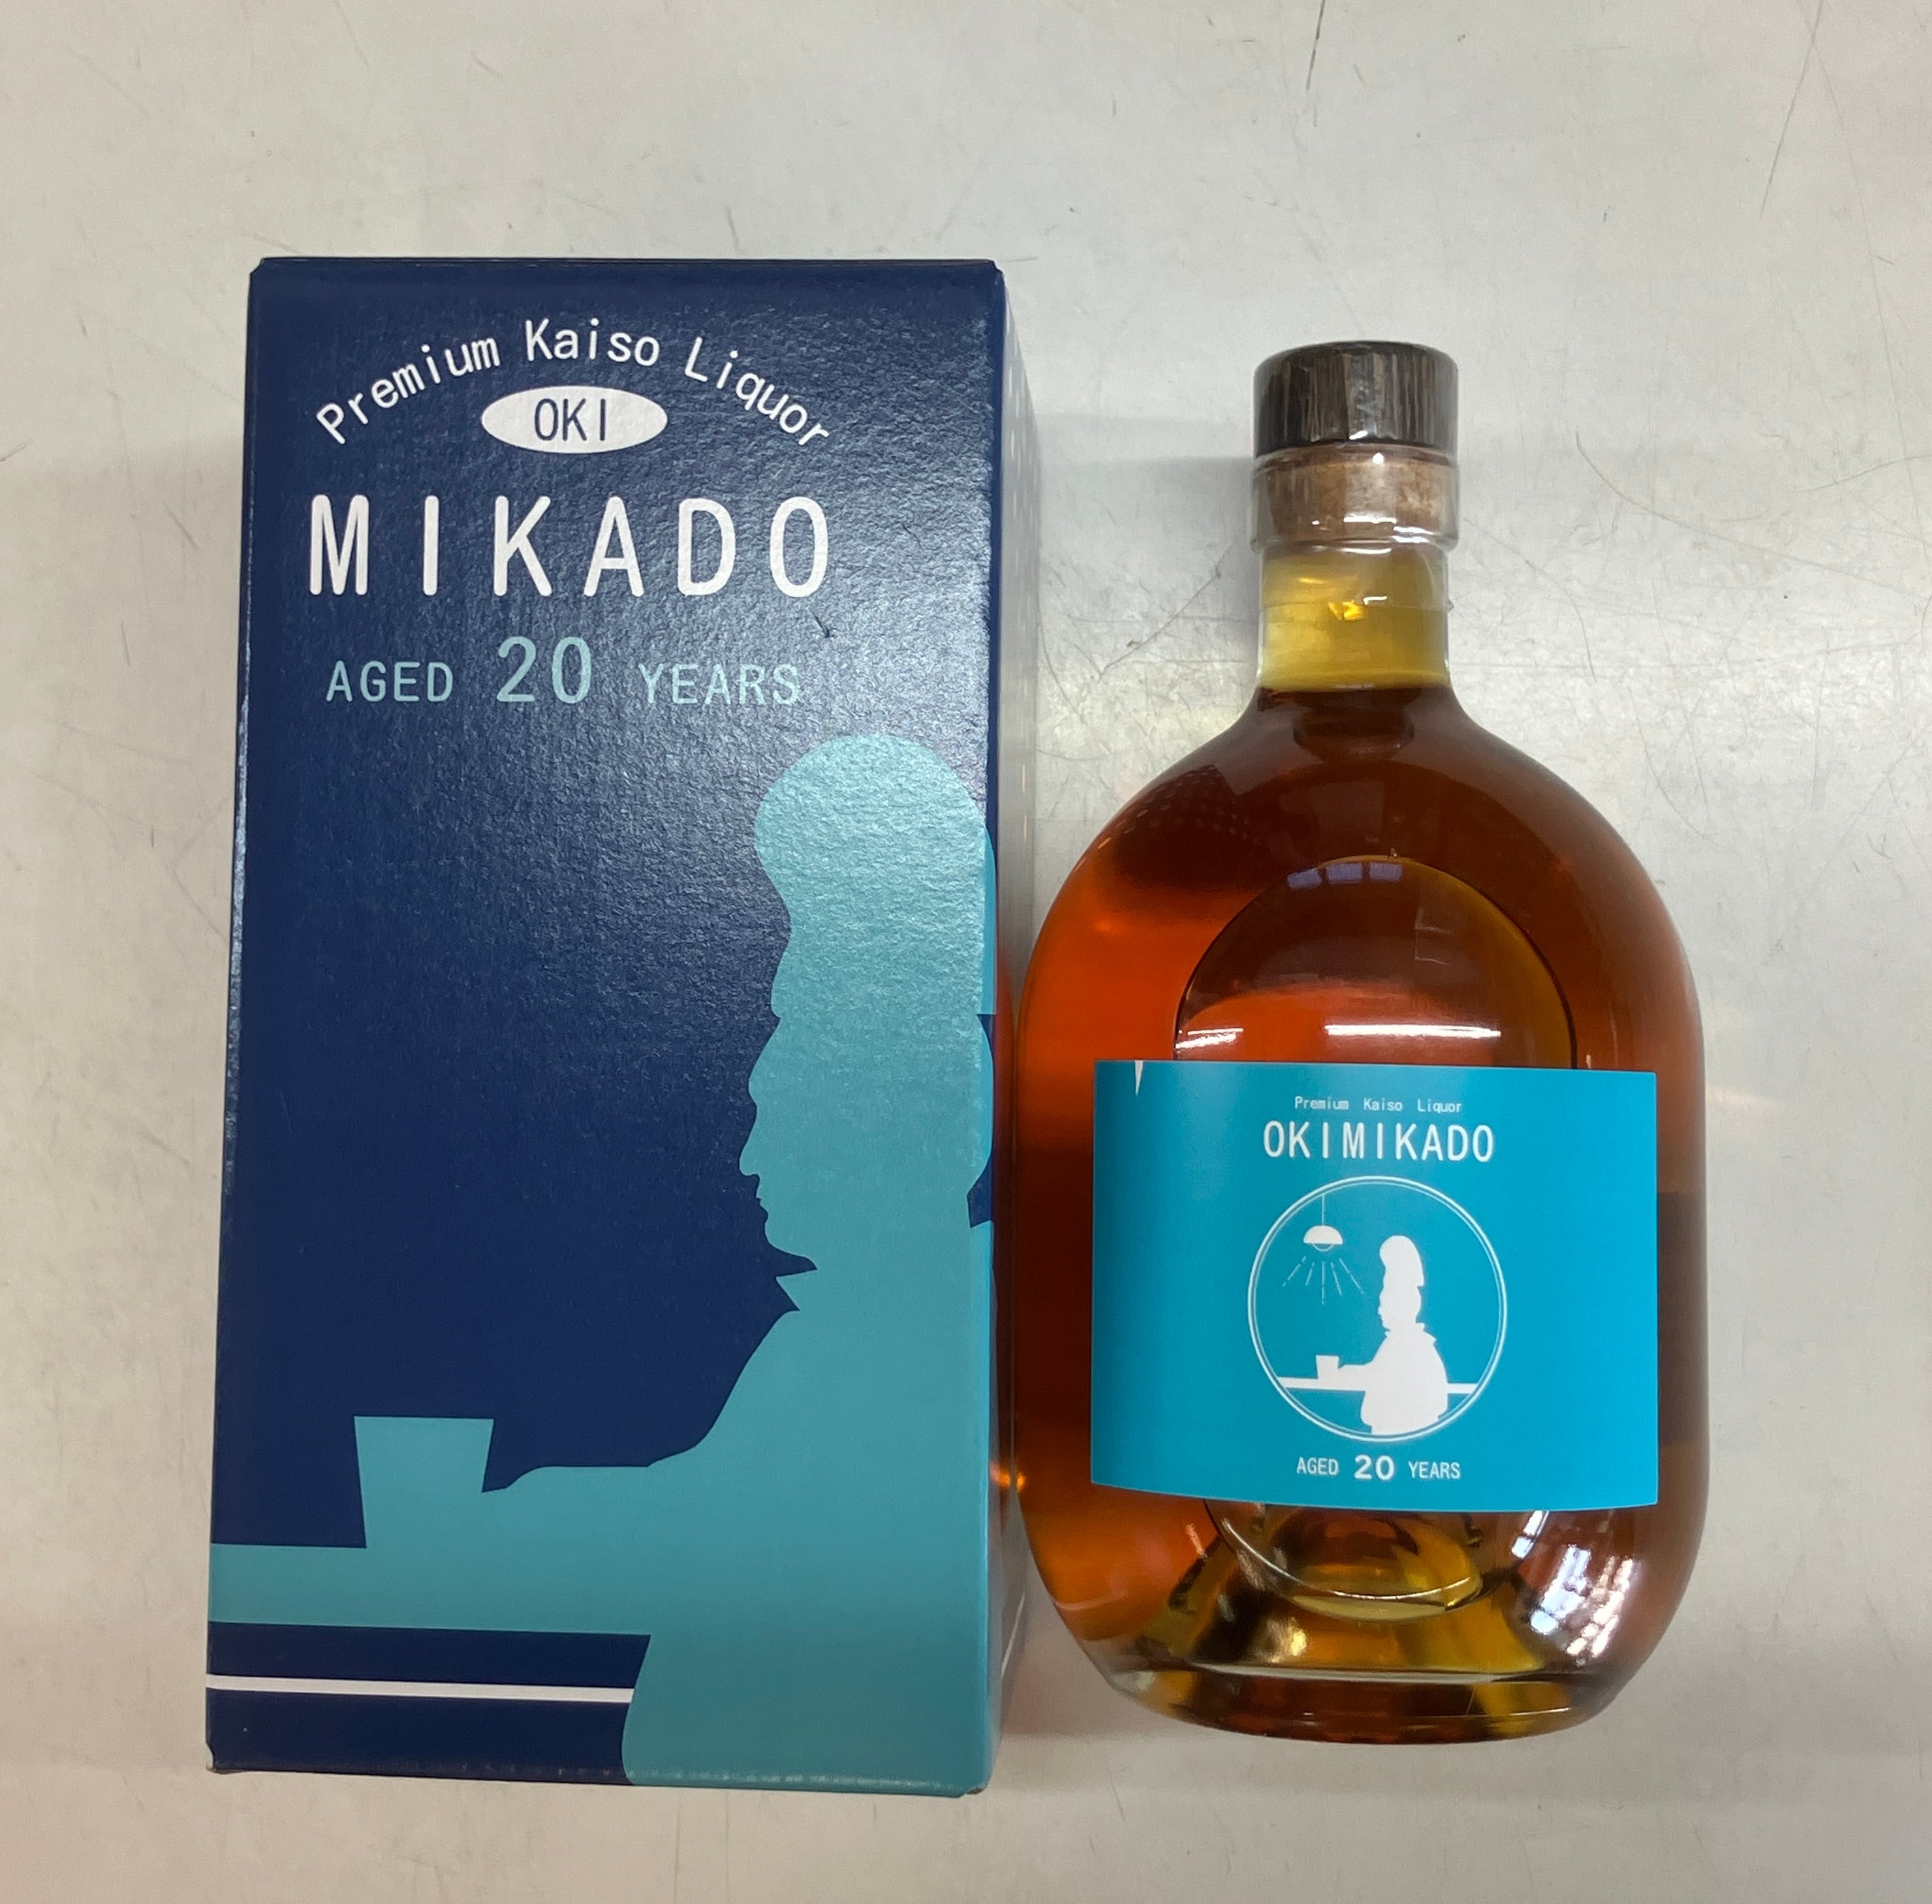 Premium Kaiso Liquor
OKI
MIKADO
AGED 20 YEARS
Premium Kaiso Liquor
OKIMIKADO
AGED 20 YEARS